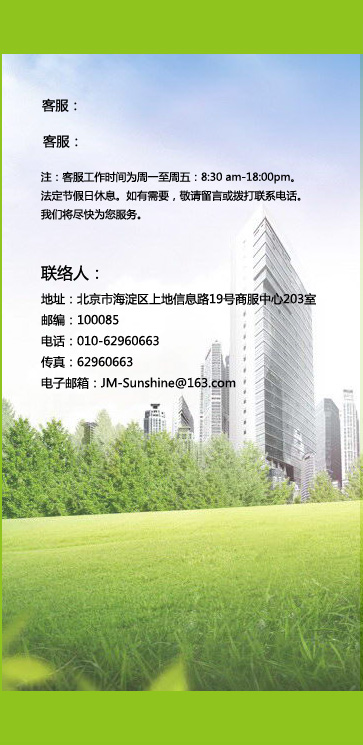 客服：
客服：
注：客服工作时间为周一至周五：8:30 am-18:00pm。
法定节假日休息。如有需要，敬请留言或拨打联系电话。
我们将尽快为您服务。
联络人：
地址：北京市海淀区上地信息路19号商服中心203室
邮编：100085
电话：010-62960663
传真：62960663
电子邮箱：JM-Sunshine@163.com